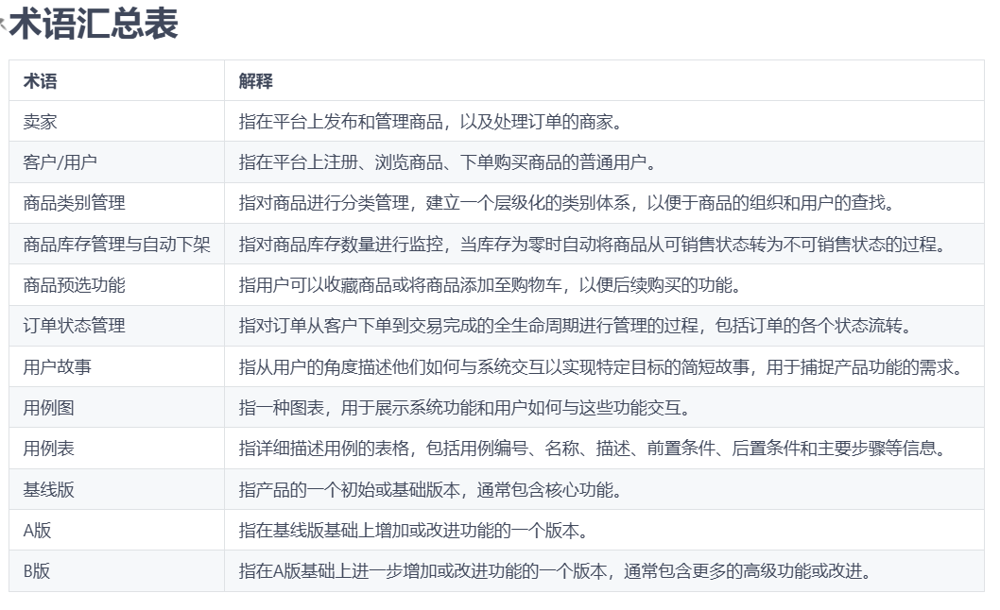 术语汇总表
术语 解释
卖家 指在平台上发布和管理商品，以及处理订单的商家。
客户/用户 指在平台上注册、浏览商品、下单购买商品的普通用户。
商品类别管理 指对商品进行分类管理，建立一个层级化的类别体系，以便于商品的组织和用户的查找。
商品库存管理与自动下架 指对商品库存数量进行监控，当库存为零时自动将商品从可销售状态转为不可销售状态的过程。
商品预选功能 指用户可以收藏商品或将商品添加至购物车，以便后续购买的功能。
订单状态管理 指对订单从客户下单到交易完成的全生命周期进行管理的过程，包括订单的各个状态流转。
用户故事 指从用户的角度描述他们如何与系统交互以实现特定目标的简短故事，用于捕捉产品功能的需求。
用例图 指一种图表，用于展示系统功能和用户如何与这些功能交互。
用例表 指详细描述用例的表格，包括用例编号、名称、描述、前置条件、后置条件和主要步骤等信息。
基线版 指产品的一个初始或基础版本，通常包含核心功能。
A版 指在基线版基础上增加或改进功能的一个版本。
B版 指在A版基础上进一步增加或改进功能的一个版本，通常包含更多的高级功能或改进。